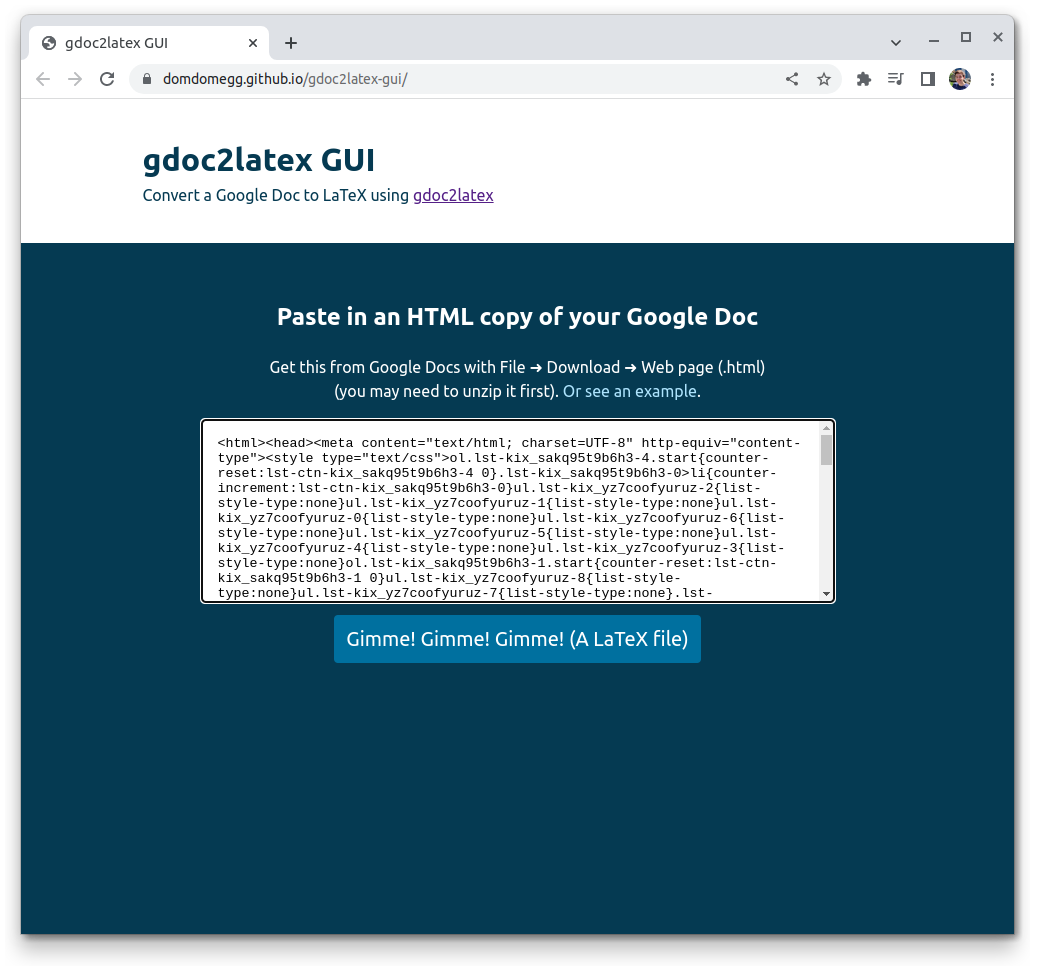 gdoc2latex GUI
domdomegg.github.io/gdoc2latex-gui/
gdoc2latex GUI
Convert a Google Doc to LaTeX using gdoc2latex
Paste in an HTML copy of your Google Doc
Get this from Google Docs with File ➜ Download ➜ Web page (.html)
(you may need to unzip it first). Or see an example.
<html><head><meta content="text/html; charset=UTF-8" http-equiv="content-
type"><style type="text/css">ol.lst-kix_sakq95t9b6h3-4.start{counter-
reset:lst-ctn-kix_sakq95t9b6h3-4 0}.lst-kix_sakq95t9b6h3-0>li{counter-
increment:lst-ctn-kix_sakq95t9b6h3-0}ul.lst-kix_yz7coofyuruz-2{list-
style-type:none}ul.lst-kix_yz7coofyuruz-1{list-style-type:none}ul.lst-
kix_yz7coofyuruz-0{list-style-type:none}ul.lst-kix_yz7coofyuruz-6{list-
style-type:none}ul.lst-kix_yz7coofyuruz-5{list-style-type:none}ul.lst-
kix_yz7coofyuruz-4{list-style-type:none}ul.lst-kix_yz7coofyuruz-3{list-
style-type:none}ol.lst-kix_sakq95t9b6h3-1.start{counter-reset:lst-ctn-
kix_sakq95t9b6h3-1 0}ul.lst-kix_yz7coofyuruz-8{list-style-
type:none}ul.lst-kix_yz7coofyuruz-7{list-style-type:none}.lst-
Gimme! Gimme! Gimme! (A LaTeX file)